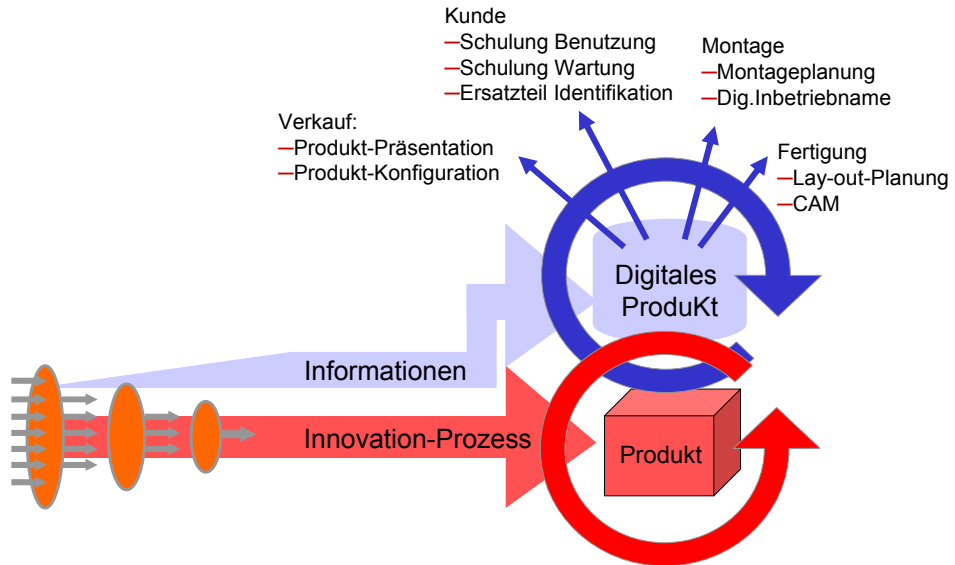 Kunde
—Schulung Benutzung
—Schulung Wartung
—Ersatzteil Identifikation
Montage
—Montageplanung
—Dig.Inbetriebname
Verkauf:
—Produkt-Präsentation
—Produkt-Konfiguration
Fertigung
—Lay-out-Planung
—CAM
Digitales
ProduKt
Informationen
Innovation-Prozess
Produkt